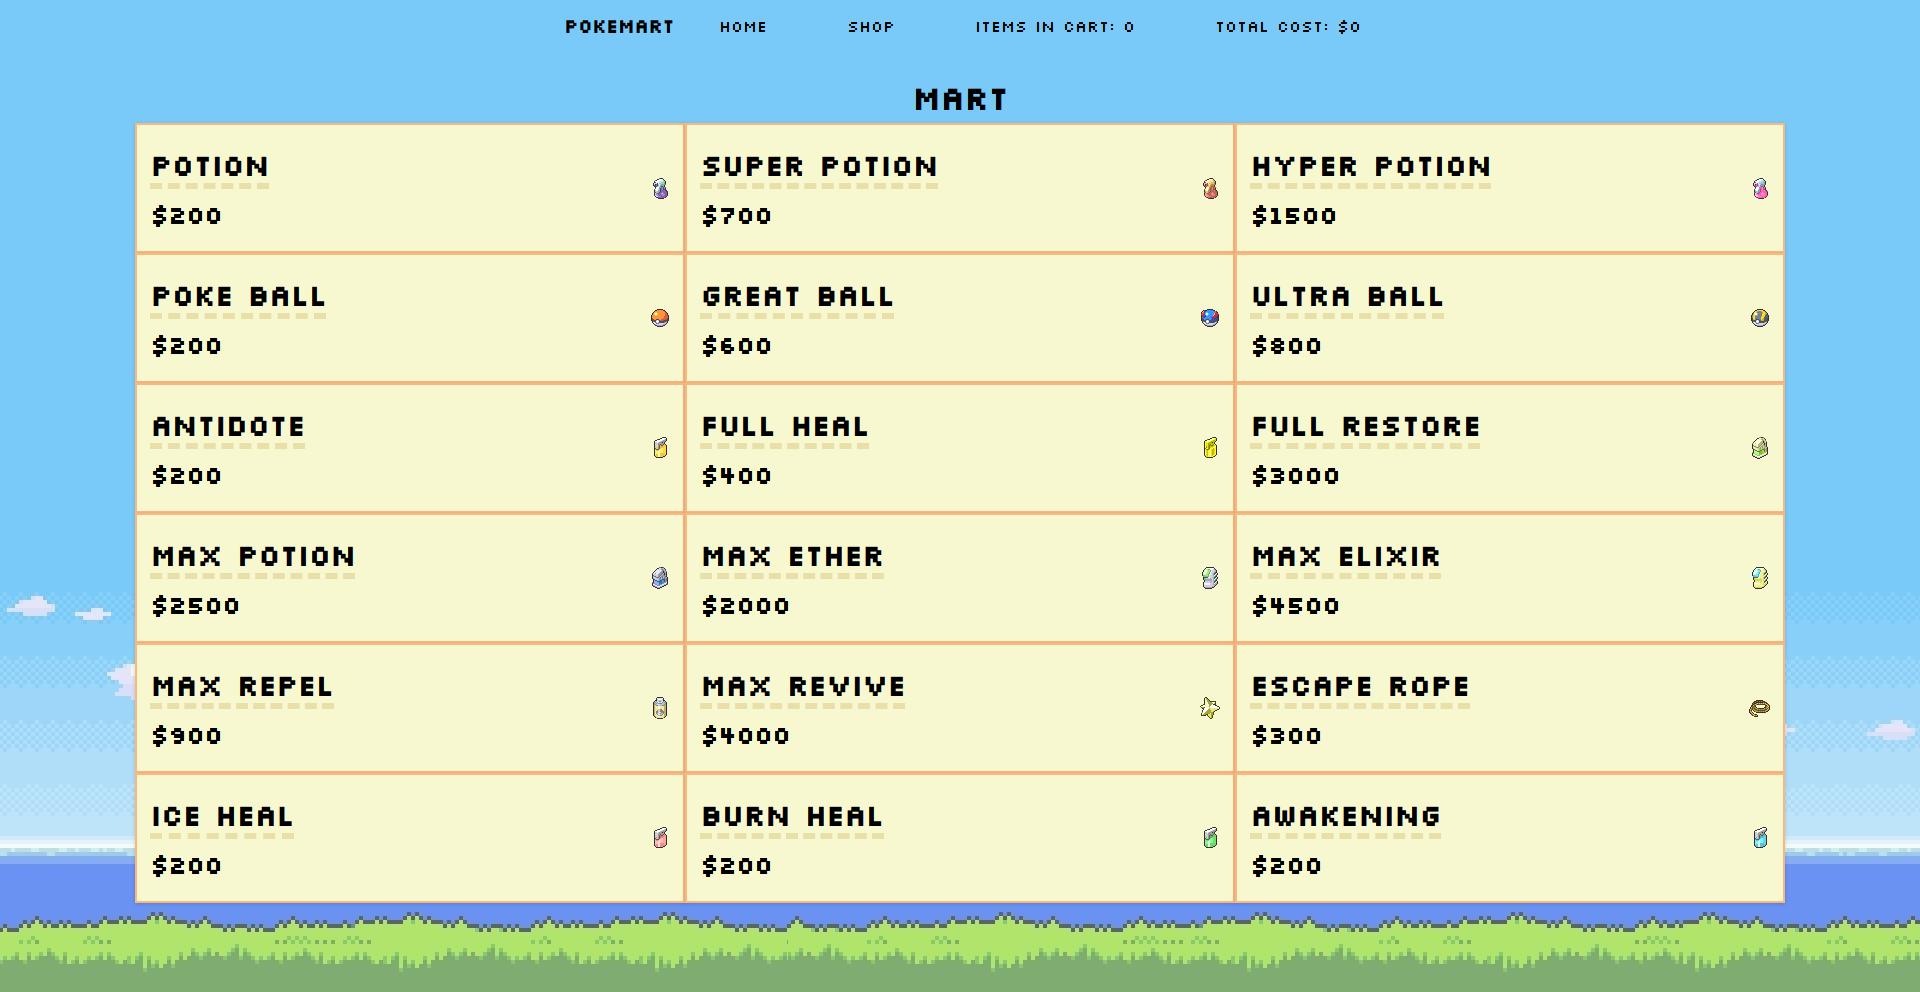 POKEMART HOME SHOP ITEMS IN CART: 0 TOTAL COST: $0
MART
POTION
$200
SUPER POTION
$700
HYPER POTION
$1500
POKE BALL
$200
GREAT BALL
$600
ULTRA BALL
$800
ANTIDOTE
$200
FULL HEAL
$400
FULL RESTORE
$3000
MAX POTION
$2500
MAX ETHER
$2000
MAX ELIXIR
$4500
MAX REPEL
$900
MAX REVIVE
$4000
ESCAPE ROPE
$300
ICE HEAL
$200
BURN HEAL
$200
AWAKENING
$200